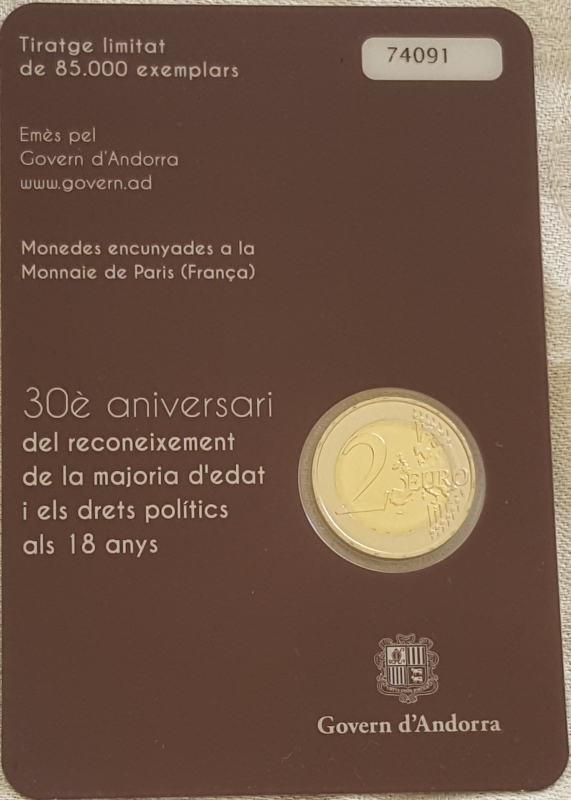 Tiratge limitat
de 85.000 exemplars
74091
Emès pel
Govern d'Andorra
www.govern.ad
Monedes encunyades a la
Monnaie de Paris (França)
30è aniversari
del reconeixement
de la majoria d'edat
i els drets polítics
als 18 anys
2 EURO
Govern d'Andorra